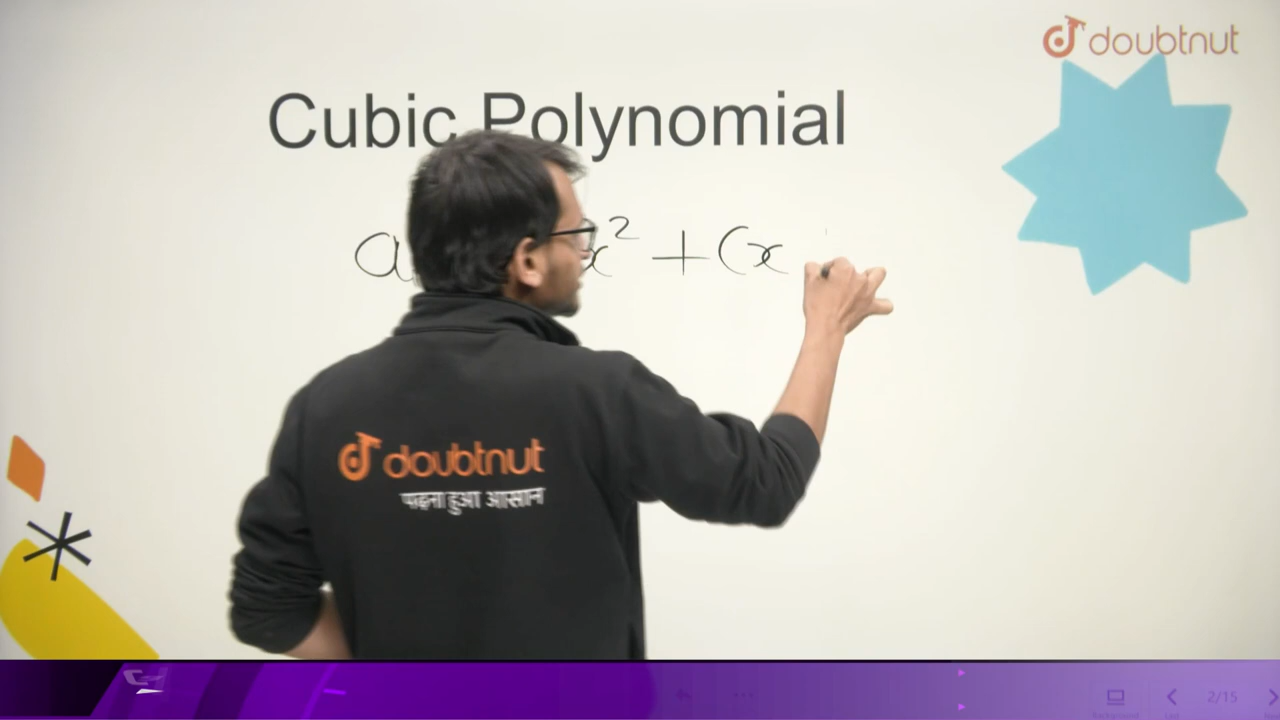 doubtnut
Cubic Polynomial
a x² + Cx
doubtnut
पढ़ना हुआ आसान
2/15